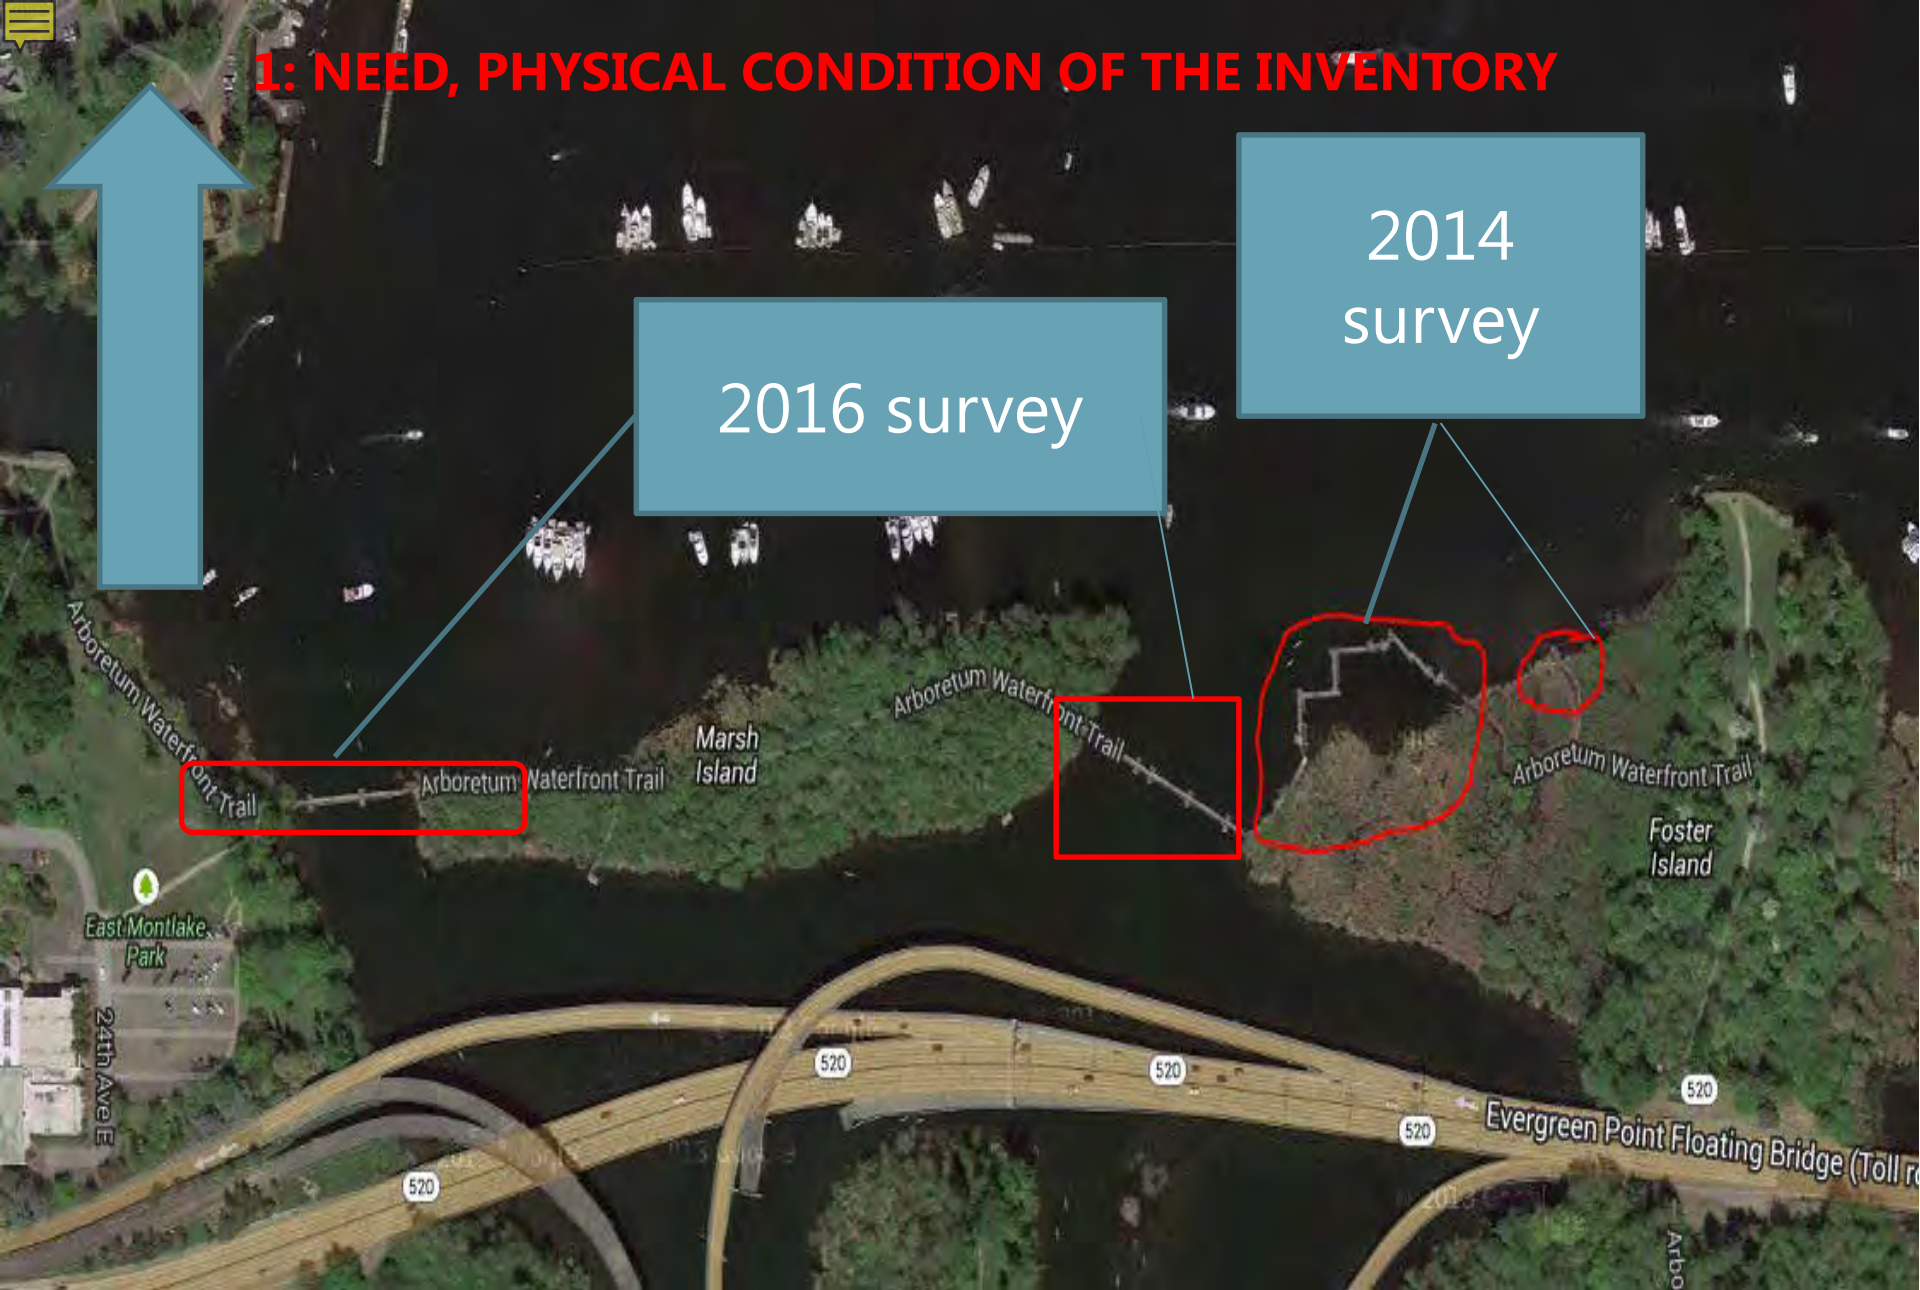 1: NEED, PHYSICAL CONDITION OF THE INVENTORY
2014
survey
2016 survey
Arboretum Waterfront Trail
Arboretum Waterfront Trail
Marsh
Island
Arboretum Waterfront Trail
Arboretum Waterfront Trail
Foster
Island
East Montlake
Park
24th Ave E
520
520
520
520
520
Evergreen Point Floating Bridge (Toll